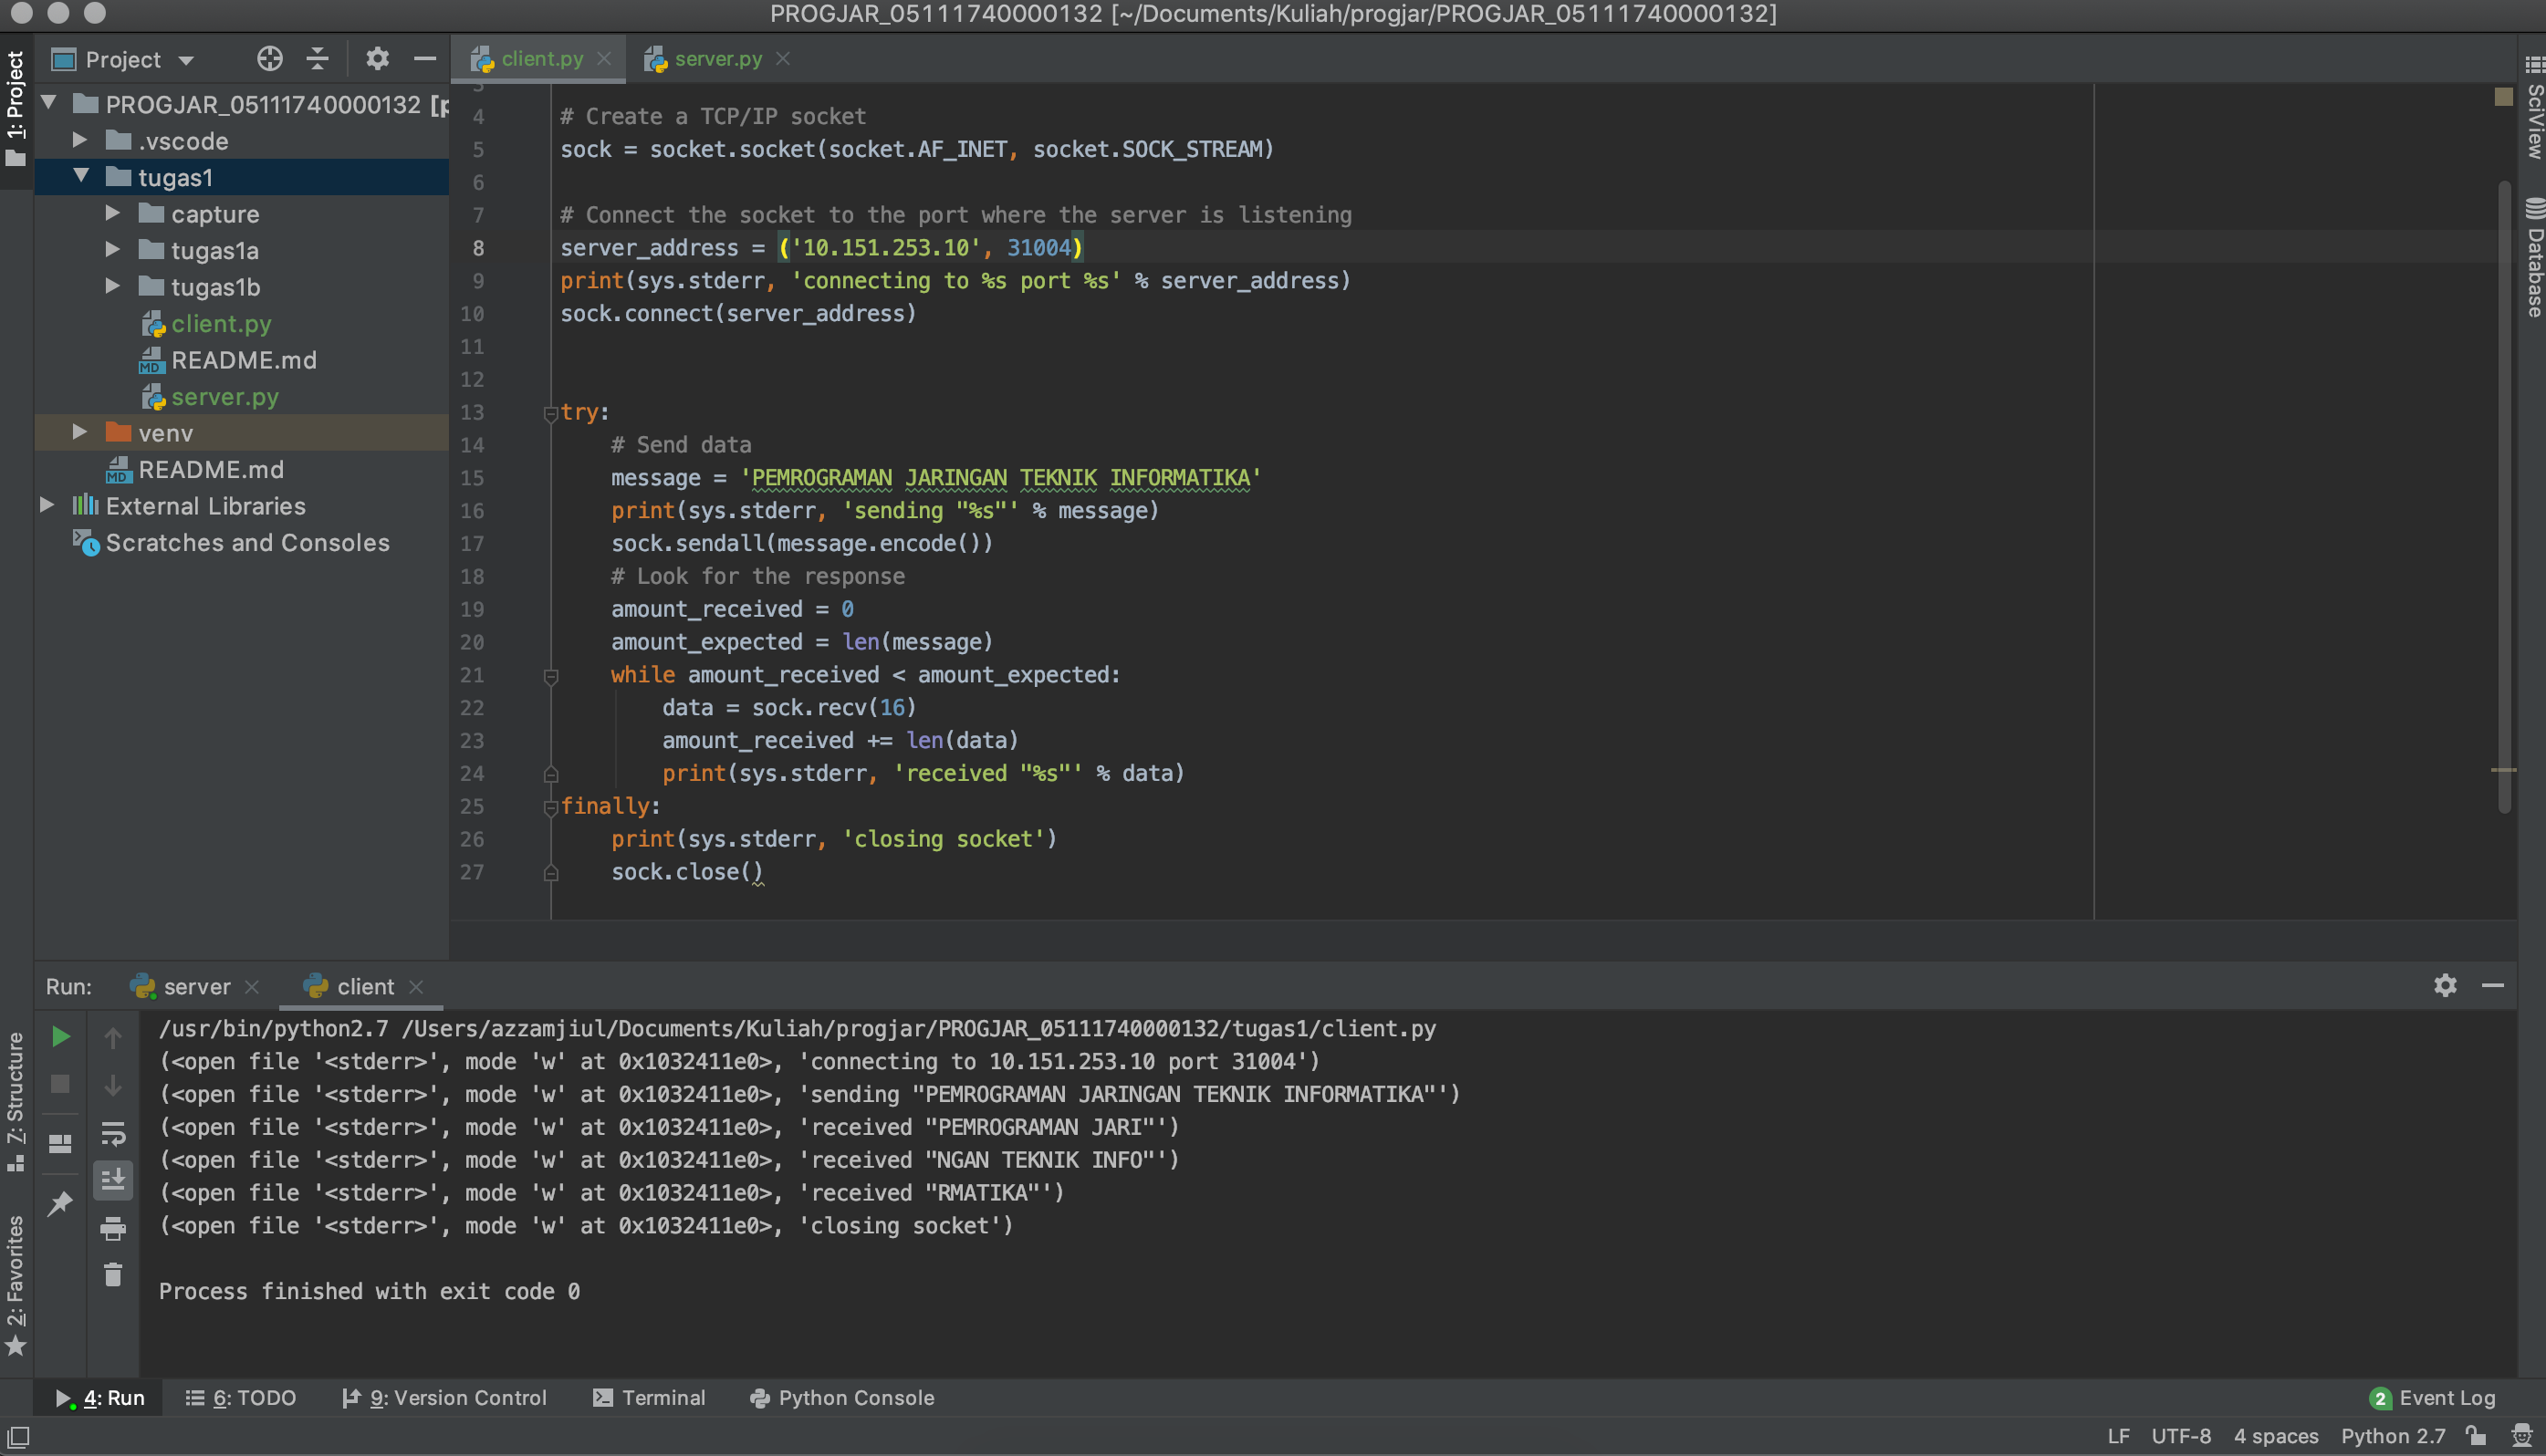 PROGJAR_05111740000132 [~/Documents/Kuliah/progjar/PROGJAR_05111740000132]
Project
client.py
server.py
1: Project
PROGJAR_05111740000132 [p
.vscode
tugas1
capture
tugas1a
tugas1b
client.py
README.md
server.py
venv
README.md
External Libraries
Scratches and Consoles
3
4 # Create a TCP/IP socket
5 sock = socket.socket(socket.AF_INET, socket.SOCK_STREAM)
6
7 # Connect the socket to the port where the server is listening
8 server_address = ('10.151.253.10', 31004)
9 print(sys.stderr, 'connecting to %s port %s' % server_address)
10 sock.connect(server_address)
11
12
13 try:
14     # Send data
15     message = 'PEMROGRAMAN JARINGAN TEKNIK INFORMATIKA'
16     print(sys.stderr, 'sending "%s"' % message)
17     sock.sendall(message.encode())
18     # Look for the response
19     amount_received = 0
20     amount_expected = len(message)
21     while amount_received < amount_expected:
22         data = sock.recv(16)
23         amount_received += len(data)
24         print(sys.stderr, 'received "%s"' % data)
25 finally:
26     print(sys.stderr, 'closing socket')
27     sock.close()
SciView
Database
Run: server client
/usr/bin/python2.7 /Users/azzamjiul/Documents/Kuliah/progjar/PROGJAR_05111740000132/tugas1/client.py
(<open file '<stderr>', mode 'w' at 0x1032411e0>, 'connecting to 10.151.253.10 port 31004')
(<open file '<stderr>', mode 'w' at 0x1032411e0>, 'sending "PEMROGRAMAN JARINGAN TEKNIK INFORMATIKA"')
(<open file '<stderr>', mode 'w' at 0x1032411e0>, 'received "PEMROGRAMAN JARI"')
(<open file '<stderr>', mode 'w' at 0x1032411e0>, 'received "NGAN TEKNIK INFO"')
(<open file '<stderr>', mode 'w' at 0x1032411e0>, 'received "RMATIKA"')
(<open file '<stderr>', mode 'w' at 0x1032411e0>, 'closing socket')
Process finished with exit code 0
7: Structure
2: Favorites
4: Run 6: TODO 9: Version Control Terminal Python Console 2 Event Log
LF UTF-8 4 spaces Python 2.7